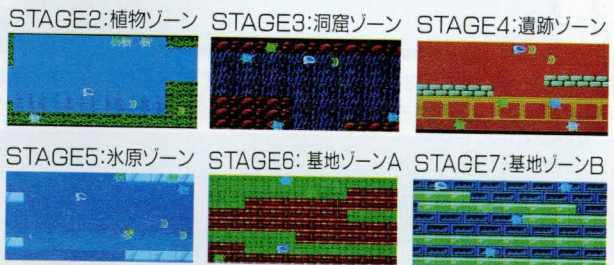 STAGE2:植物ゾーン
STAGE3:洞窟ゾーン
STAGE4:遺跡ゾーン
STAGE5:氷原ゾーン
STAGE6:基地ゾーンA
STAGE7:基地ゾーンB